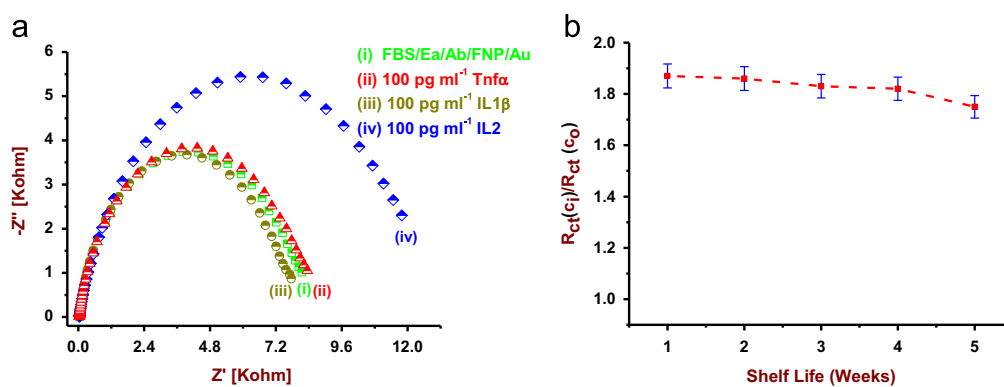 a
(i) FBS/Ea/Ab/FNP/Au
(ii) 100 pg ml⁻¹ Tnfα
(iii) 100 pg ml⁻¹ IL1β
(iv) 100 pg ml⁻¹ IL2
6
5
4
3
2
1
0
-Z'' [Kohm]
(iv)
(iii) (i) (ii)
0.0 2.4 4.8 7.2 9.6 12.0
Z' [Kohm]
b
2.0
1.8
1.6
1.4
1.2
1.0
Rct(ci)/Rct (co)
1 2 3 4 5
Shelf Life (Weeks)